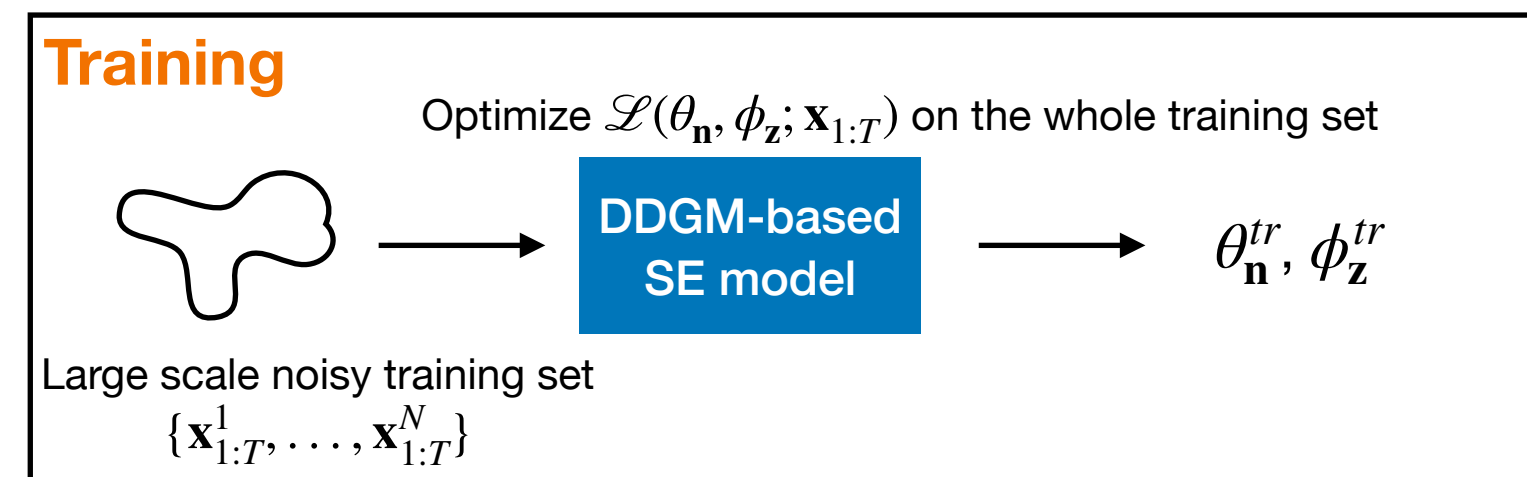 Training
Optimize ℒ(θ_𝐧, ϕ_𝐳; 𝐱_{1:T}) on the whole training set
DDGM-based
SE model
θ_𝐧^{tr}, ϕ_𝐳^{tr}
Large scale noisy training set
{𝐱_{1:T}^1, . . . , 𝐱_{1:T}^N}